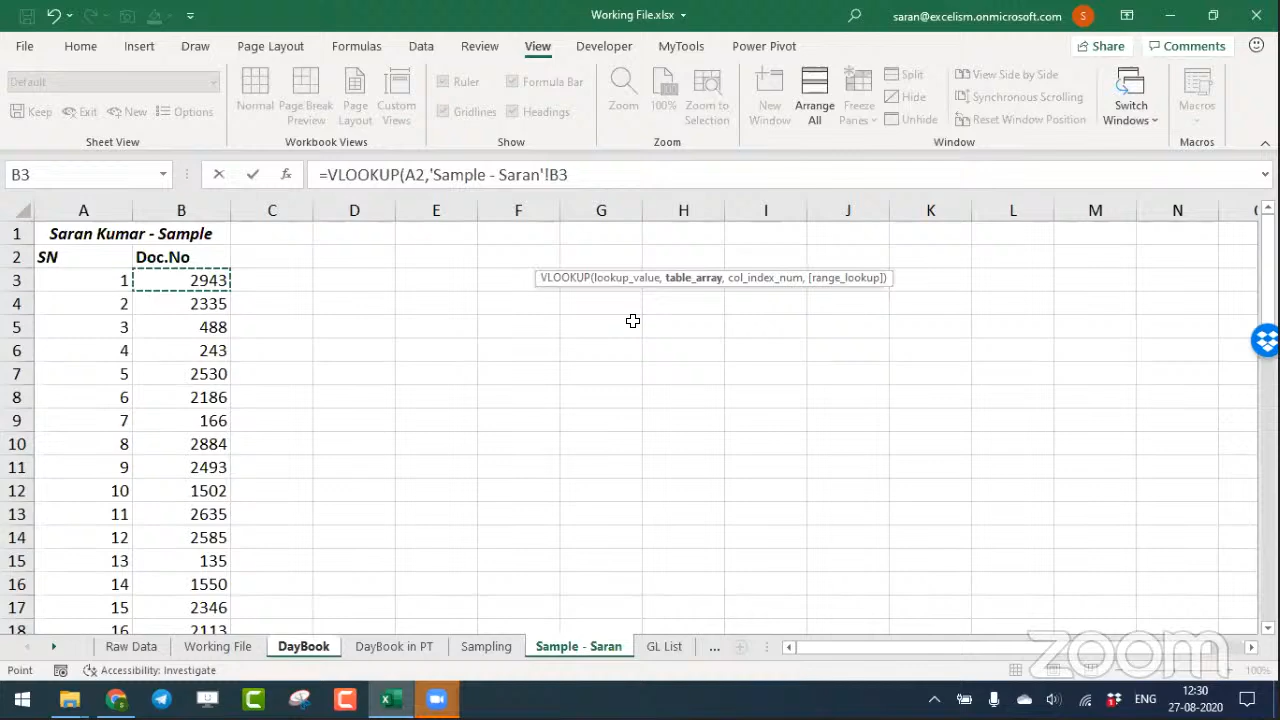 Working File.xlsx
saran@excelism.onmicrosoft.com S
File Home Insert Draw Page Layout Formulas Data Review View Developer MyTools Power Pivot Share Comments
Default
Keep Exit New Options
Sheet View
Normal Page Break Preview Page Layout Custom Views
Workbook Views
Ruler Formula Bar
Gridlines Headings
Show
Zoom 100% Zoom to Selection
Zoom
New Window Arrange All Freeze Panes
Split View Side by Side
Hide Synchronous Scrolling
Unhide Reset Window Position
Switch Windows
Window
Macros
Macros
B3 fx =VLOOKUP(A2,'Sample - Saran'!B3
A B C D E F G H I J K L M N
1 Saran Kumar - Sample
2 SN Doc.No
3 1 2943
VLOOKUP(lookup_value, table_array, col_index_num, [range_lookup])
4 2 2335
5 3 488
6 4 243
7 5 2530
8 6 2186
9 7 166
10 8 2884
11 9 2493
12 10 1502
13 11 2635
14 12 2585
15 13 135
16 14 1550
17 15 2346
18 16 2113
Raw Data Working File DayBook DayBook in PT Sampling Sample - Saran GL List ...
zoom
Point Accessibility: Investigate 100%
ENG 12:30
27-08-2020